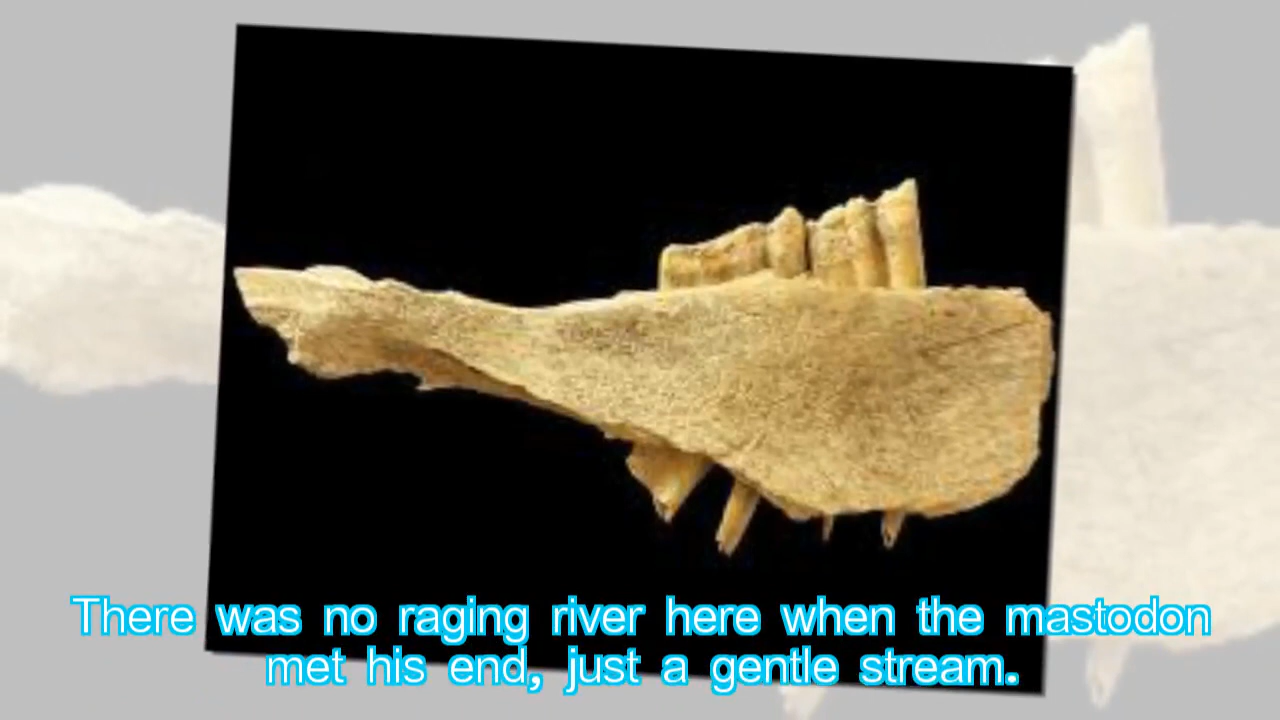 There was no raging river here when the mastodon
met his end, just a gentle stream.